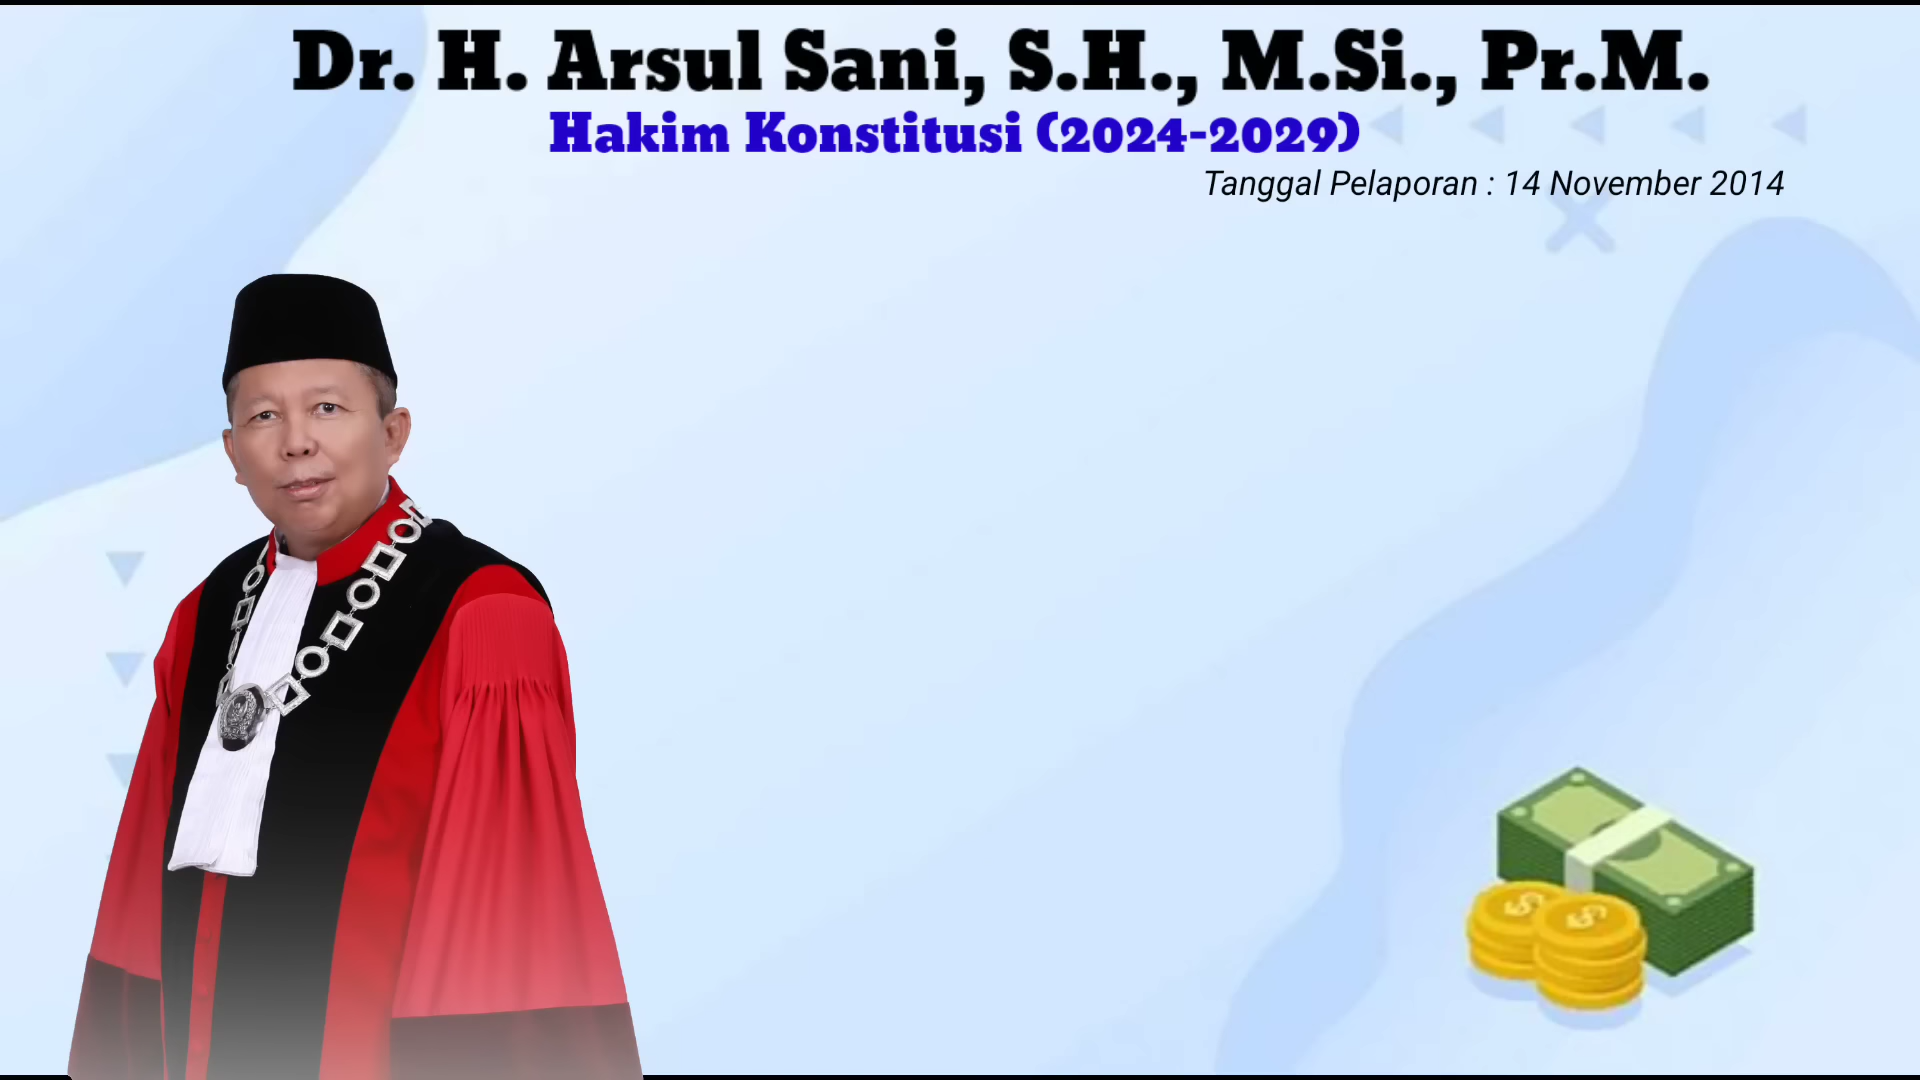 Dr. H. Arsul Sani, S.H., M.Si., Pr.M.
Hakim Konstitusi (2024-2029)
Tanggal Pelaporan : 14 November 2014